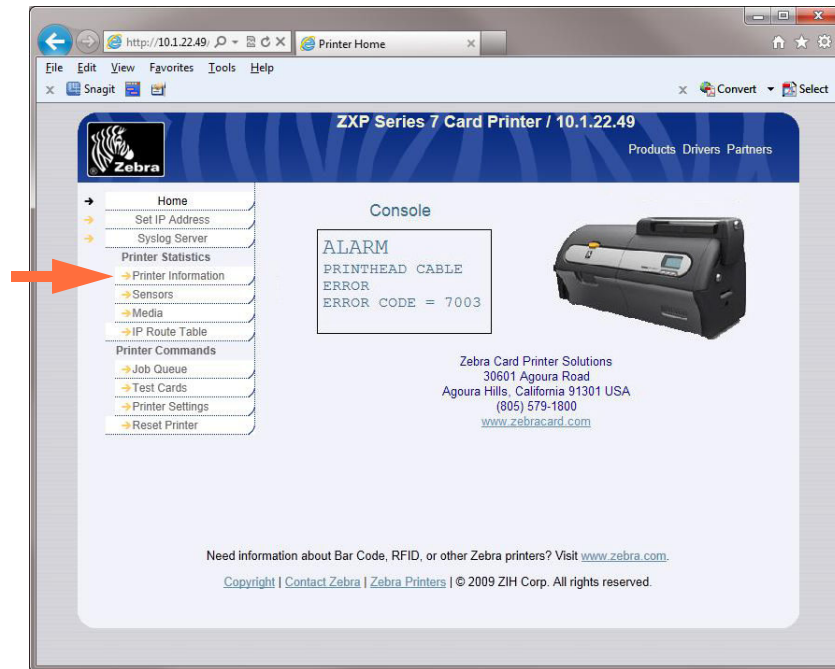 http://10.1.22.49/
Printer Home
File Edit View Favorites Tools Help
Snagit
Convert
Select
Zebra
ZXP Series 7 Card Printer / 10.1.22.49
Products Drivers Partners
Home
Set IP Address
Syslog Server
Printer Statistics
Printer Information
Sensors
Media
IP Route Table
Printer Commands
Job Queue
Test Cards
Printer Settings
Reset Printer
Console
ALARM
PRINTHEAD CABLE
ERROR
ERROR CODE = 7003
Zebra Card Printer Solutions
30601 Agoura Road
Agoura Hills, California 91301 USA
(805) 579-1800
www.zebracard.com
Need information about Bar Code, RFID, or other Zebra printers? Visit www.zebra.com.
Copyright | Contact Zebra | Zebra Printers | © 2009 ZIH Corp. All rights reserved.